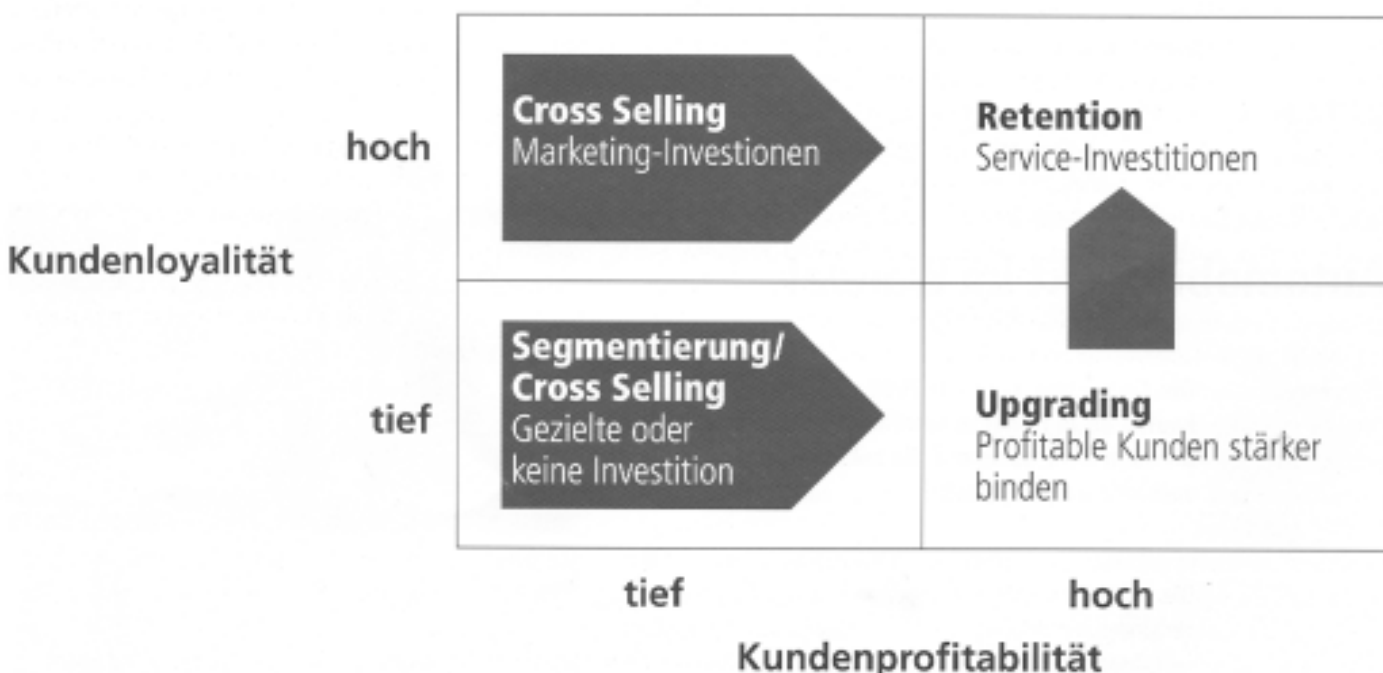 Cross Selling
Marketing-Investionen
Retention
Service-Investitionen
hoch
Kundenloyalität
Segmentierung/
Cross Selling
Gezielte oder
keine Investition
Upgrading
Profitable Kunden stärker
binden
tief
tief
hoch
Kundenprofitabilität